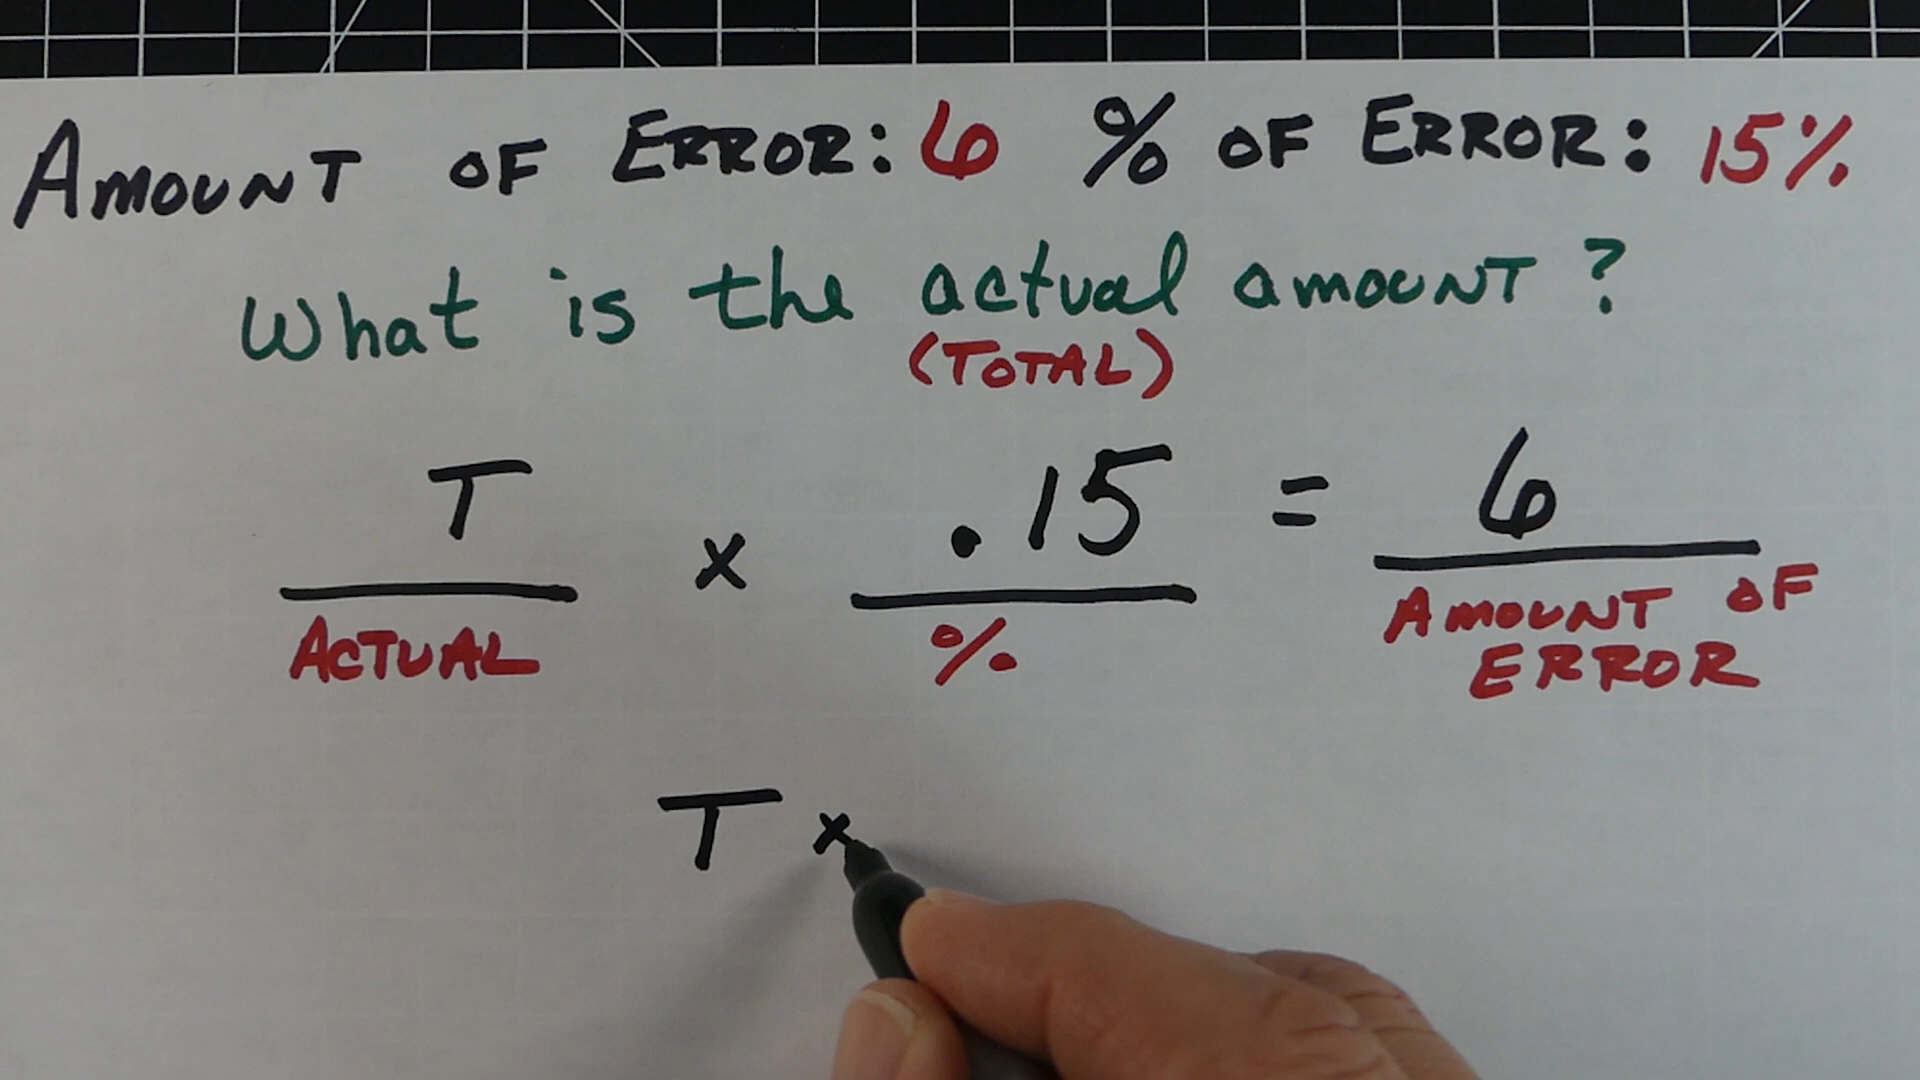 AMOUNT OF ERROR: 6 % OF ERROR: 15%
What is the actual amount?
(TOTAL)
T × .15 = 6
ACTUAL % AMOUNT OF
ERROR
T ×